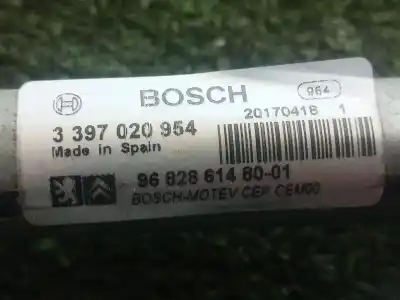 BOSCH
964
20170418 1
3 397 020 954
Made in Spain
96 828 614 80-01
BOSCH-MOTEV CEP CEM00